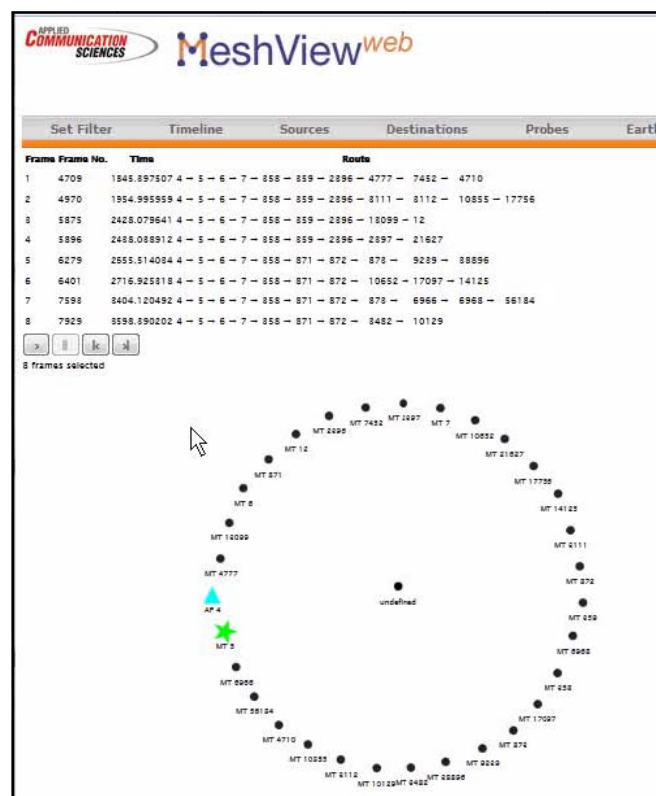 APPLIED
COMMUNICATION
SCIENCES
MeshView web
Set Filter Timeline Sources Destinations Probes Earth
Frame Frame No. Time Route
1 4709 1845.897507 4 → 5 → 6 → 7 → 858 → 859 → 2896 → 4777 → 7452 → 4710
2 4970 1954.995959 4 → 5 → 6 → 7 → 858 → 859 → 2896 → 8111 → 8112 → 10855 → 17756
3 5875 2428.079641 4 → 5 → 6 → 7 → 858 → 859 → 2896 → 18099 → 12
4 5896 2488.088912 4 → 5 → 6 → 7 → 858 → 859 → 2896 → 2897 → 21627
5 6279 2655.514084 4 → 5 → 6 → 7 → 858 → 871 → 872 → 878 → 9289 → 88896
6 6401 2716.925818 4 → 5 → 6 → 7 → 858 → 871 → 872 → 10652 → 17097 → 14125
7 7598 8404.120492 4 → 5 → 6 → 7 → 858 → 871 → 872 → 878 → 6966 → 6968 → 56184
8 7929 8598.890202 4 → 5 → 6 → 7 → 858 → 871 → 872 → 8482 → 10129
8 frames selected
MT 2897
MT 7452
MT 7
MT 2896
MT 10652
MT 12
MT 21627
MT 871
MT 17756
MT 6
MT 14125
MT 18099
MT 8111
MT 4777
MT 872
undefined
AP 4
MT 859
MT 5
MT 6968
MT 6966
MT 858
MT 56184
MT 17097
MT 4710
MT 878
MT 10855
MT 9289
MT 8112
MT 10129
MT 8482
MT 88896